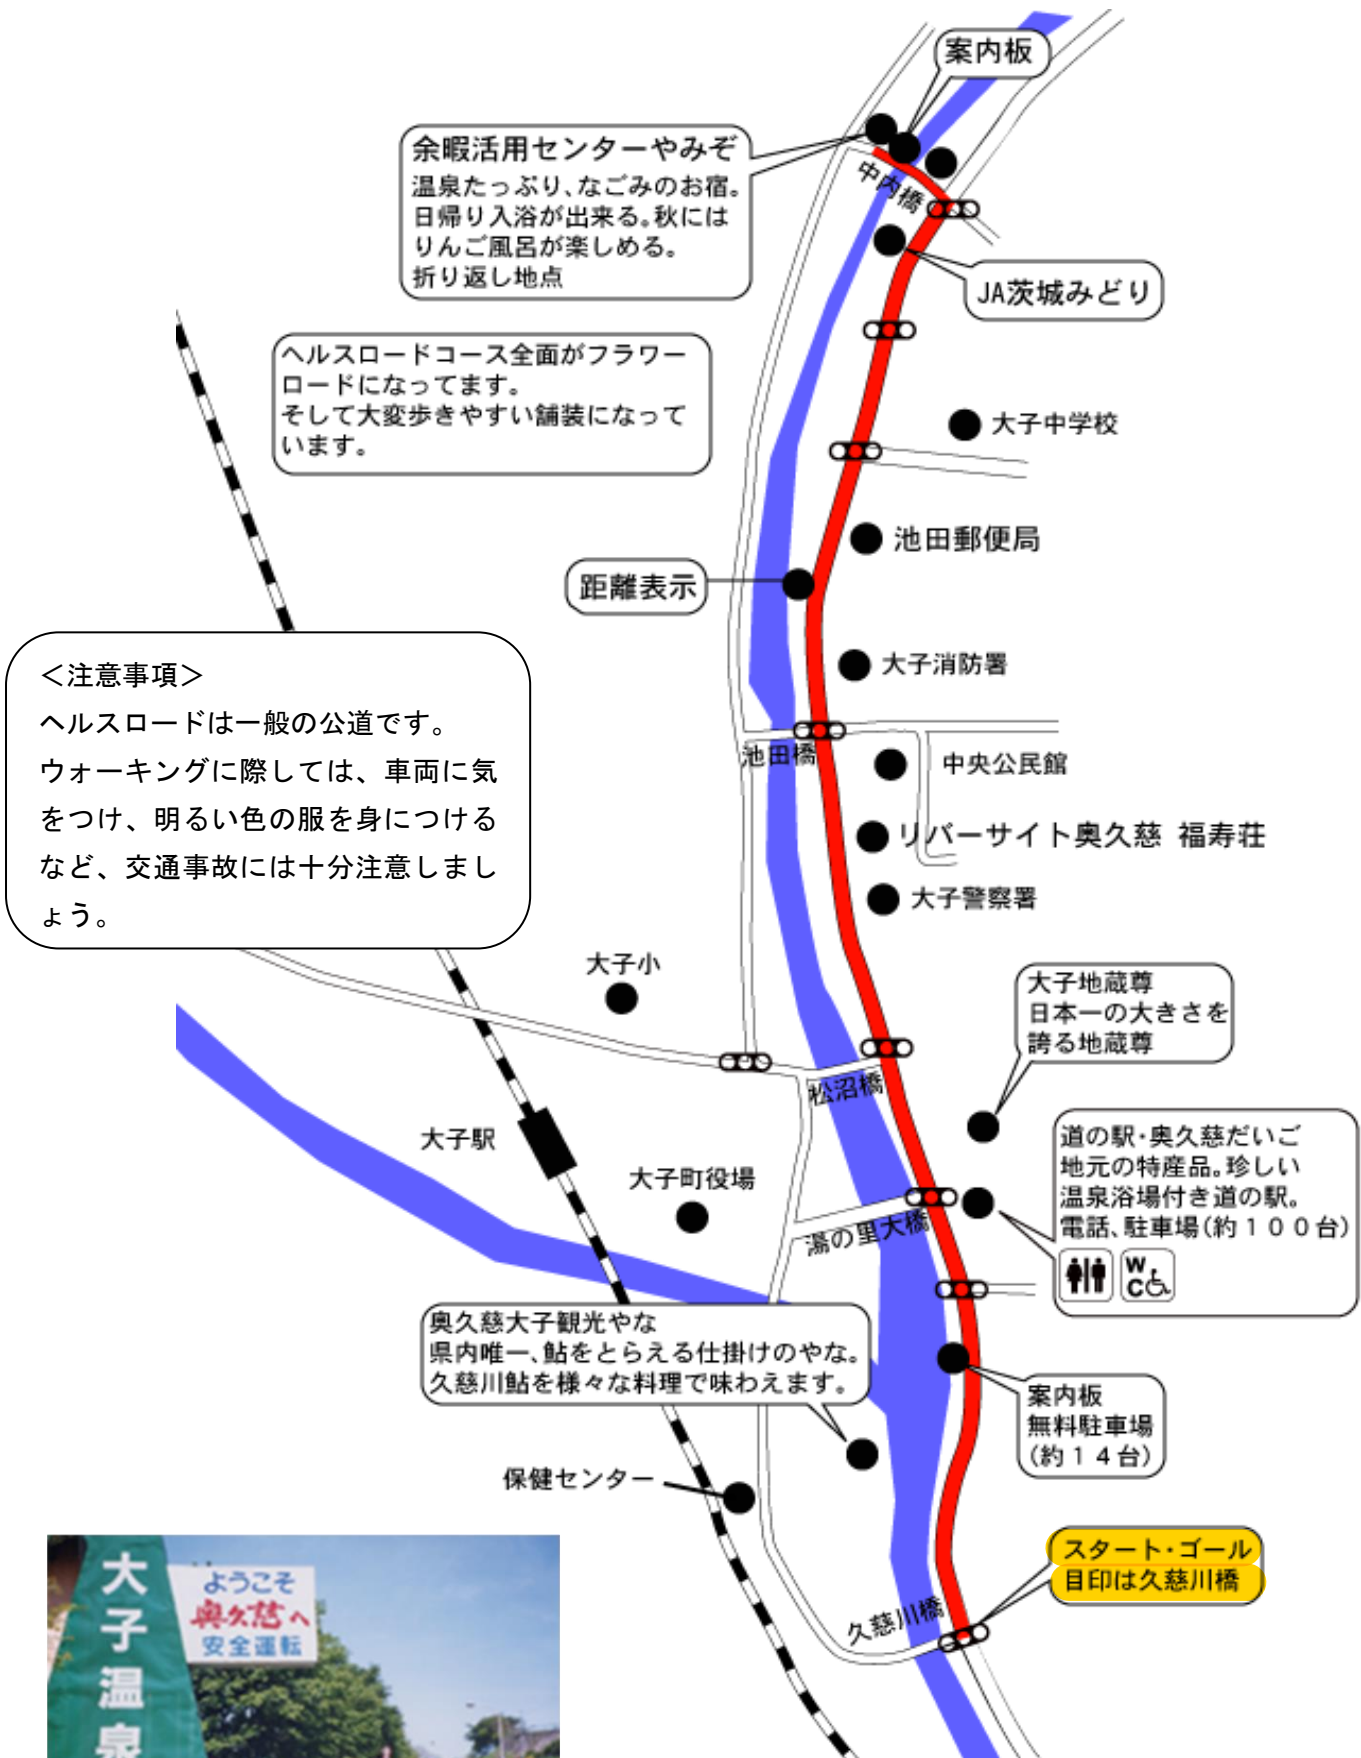 案内板
余暇活用センターやみぞ
温泉たっぷり、なごみのお宿。
日帰り入浴が出来る。秋には
りんご風呂が楽しめる。
折り返し地点
中内橋
JA茨城みどり
ヘルスロードコース全面がフラワー
ロードになってます。
そして大変歩きやすい舗装になって
います。
大子中学校
池田郵便局
距離表示
大子消防署
＜注意事項＞
ヘルスロードは一般の公道です。
ウォーキングに際しては、車両に気
をつけ、明るい色の服を身につける
など、交通事故には十分注意しまし
ょう。
池田橋
中央公民館
リバーサイト奥久慈 福寿荘
大子警察署
大子小
大子地蔵尊
日本一の大きさを
誇る地蔵尊
松沼橋
大子駅
大子町役場
道の駅・奥久慈だいご
地元の特産品。珍しい
温泉浴場付き道の駅。
電話、駐車場(約１００台)
WC
湯の里大橋
奥久慈大子観光やな
県内唯一、鮎をとらえる仕掛けのやな。
久慈川鮎を様々な料理で味わえます。
案内板
無料駐車場
(約１４台)
保健センター
スタート・ゴール
目印は久慈川橋
久慈川橋
大子温泉
ようこそ
奥久慈へ
安全運転